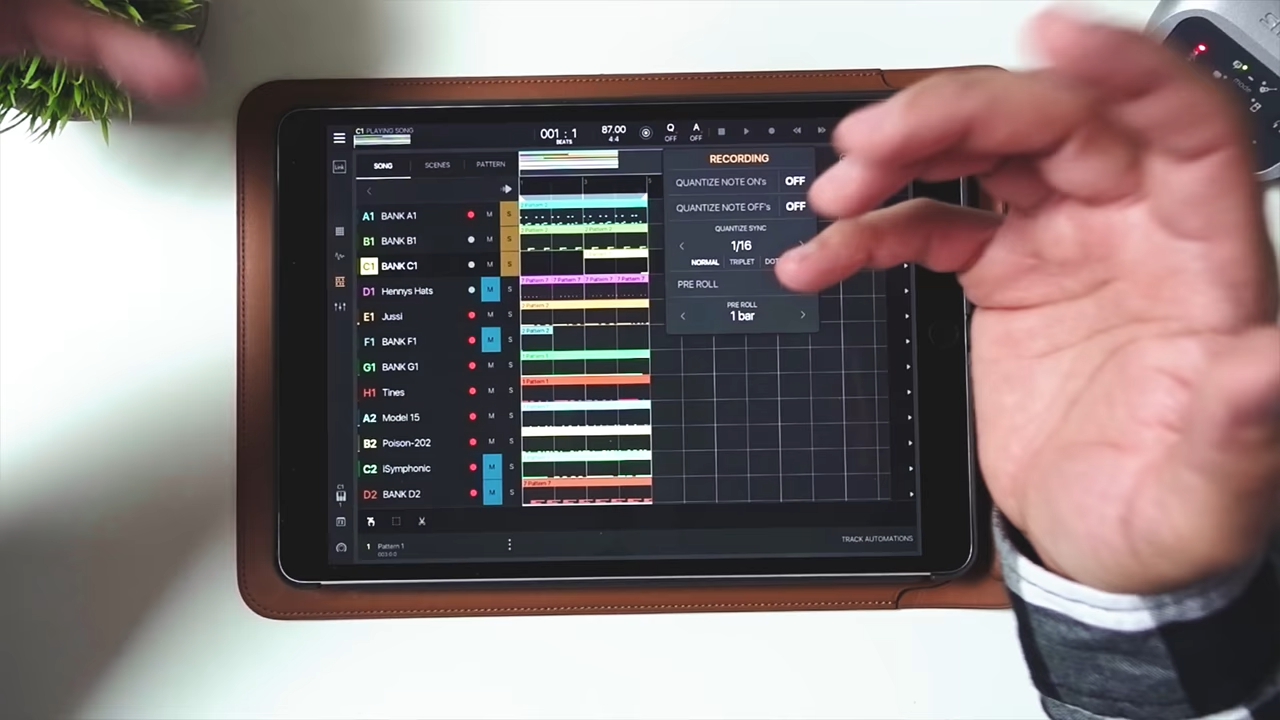 C1 PLAYING SONG
001 : 1
BEATS
87.00
4:4
Q
OFF
A
OFF
SONG
SCENES
PATTERN
RECORDING
QUANTIZE NOTE ON's OFF
QUANTIZE NOTE OFF's OFF
QUANTIZE SYNC
1/16
NORMAL TRIPLET
PRE ROLL
PRE ROLL
1 bar
A1 BANK A1 M S
B1 BANK B1 M S
C1 BANK C1 M S
D1 Hennys Hats M S
E1 Jussi M S
F1 BANK F1 M S
G1 BANK G1 M S
H1 Tines M S
A2 Model 15 M S
B2 Poison-202 M S
C2 iSymphonic M S
D2 BANK D2 M S
1 Pattern 1
TRACK AUTOMATIONS